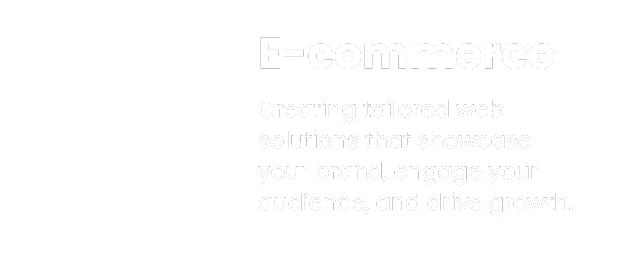 E-commerce
Creating tailored web
solutions that showcase
your brand, engage your
audience, and drive growth.